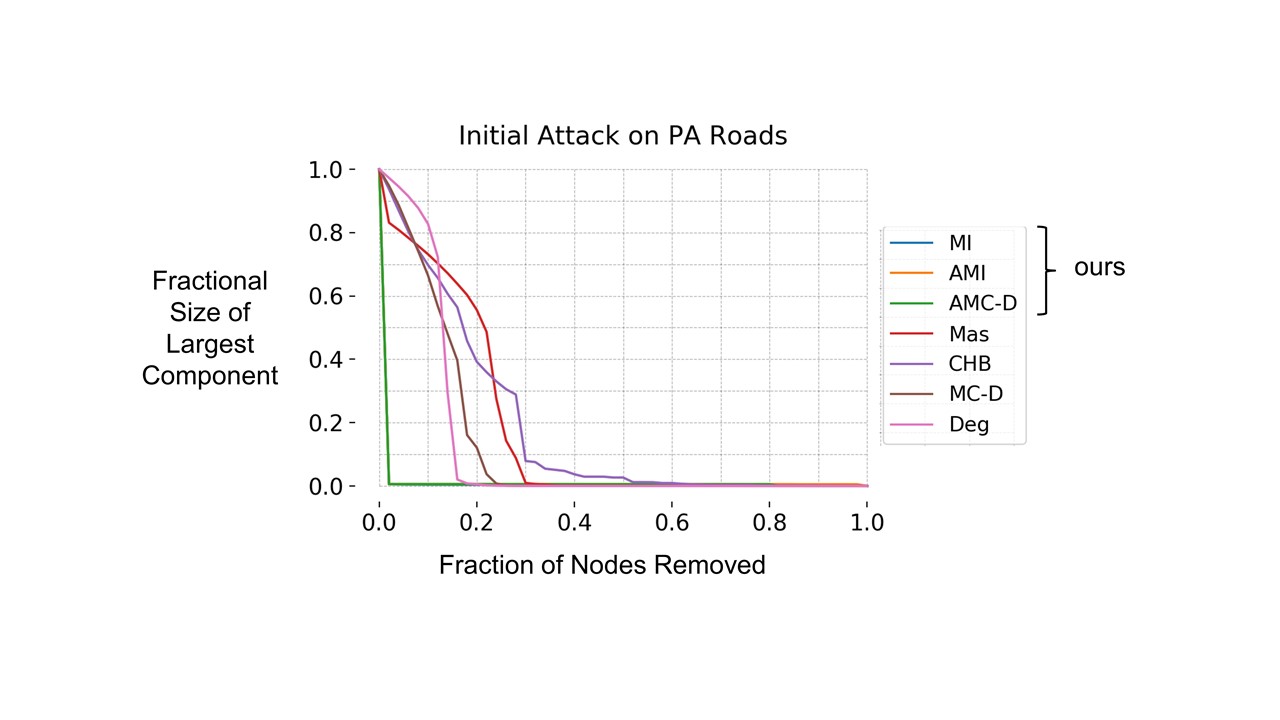 Initial Attack on PA Roads
1.0
0.8
0.6
0.4
0.2
0.0
Fractional
Size of
Largest
Component
0.0 0.2 0.4 0.6 0.8 1.0
Fraction of Nodes Removed
MI
AMI
AMC-D
Mas
CHB
MC-D
Deg
ours